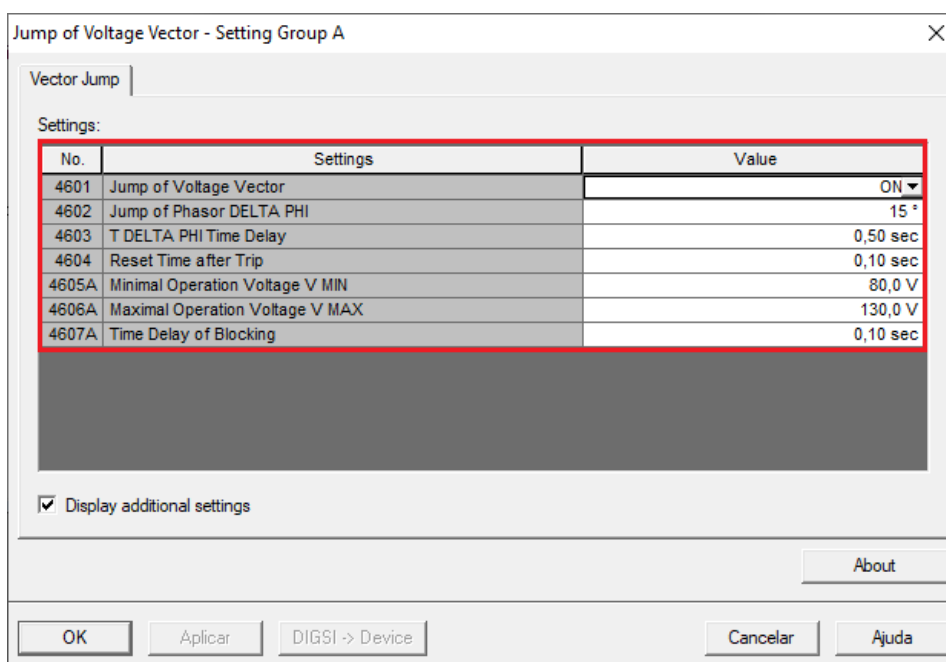 Jump of Voltage Vector - Setting Group A
Vector Jump
Settings:
No. Settings Value
4601 Jump of Voltage Vector ON
4602 Jump of Phasor DELTA PHI 15 °
4603 T DELTA PHI Time Delay 0,50 sec
4604 Reset Time after Trip 0,10 sec
4605A Minimal Operation Voltage V MIN 80,0 V
4606A Maximal Operation Voltage V MAX 130,0 V
4607A Time Delay of Blocking 0,10 sec
Display additional settings
About
OK Aplicar DIGSI -> Device Cancelar Ajuda